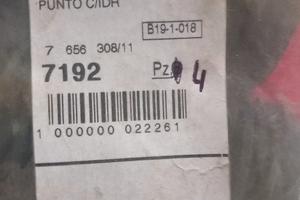 PUNTO C/IDR
B19-1-018
7 656 308/11
7192 Pz. 4
1 000000 022261